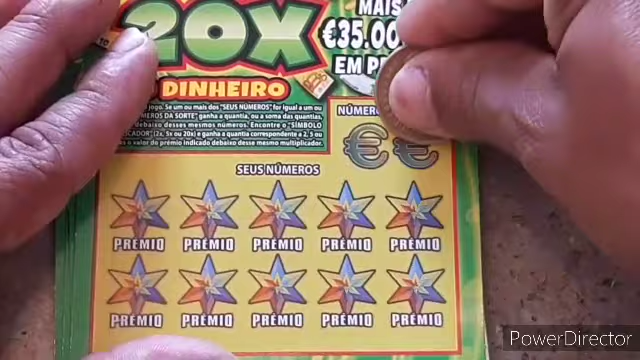 20X
MAIS
€35.00
EM
DINHEIRO
jogo. Se um ou mais dos "SEUS NÚMEROS" for igual a um ou
DA SORTE" ganha a quantia, ou a soma das quantias,
debaixo desses mesmos números. Encontre o "SÍMBOLO
(2x, 5x ou 20x) e ganha a quantia correspondente a 2, 5 ou
o valor do prémio indicado debaixo desse mesmo multiplicador.
€ €
SEUS NÚMEROS
PRÉMIO PRÉMIO PRÉMIO PRÉMIO PRÉMIO
PRÉMIO PRÉMIO PRÉMIO PRÉMIO PRÉMIO
PowerDirector